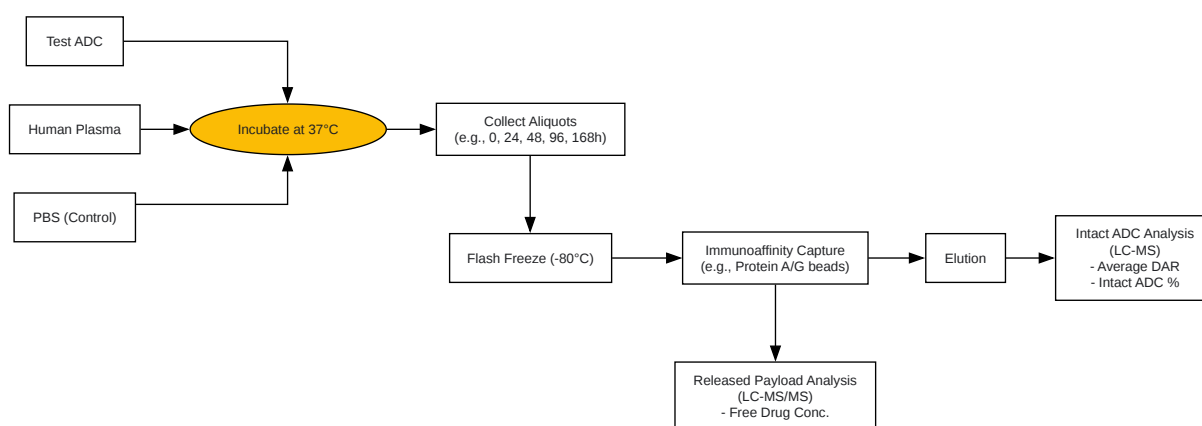 Test ADC
Human Plasma
PBS (Control)
Incubate at 37°C
Collect Aliquots
(e.g., 0, 24, 48, 96, 168h)
Flash Freeze (-80°C)
Immunoaffinity Capture
(e.g., Protein A/G beads)
Elution
Intact ADC Analysis
(LC-MS)
- Average DAR
- Intact ADC %
Released Payload Analysis
(LC-MS/MS)
- Free Drug Conc.